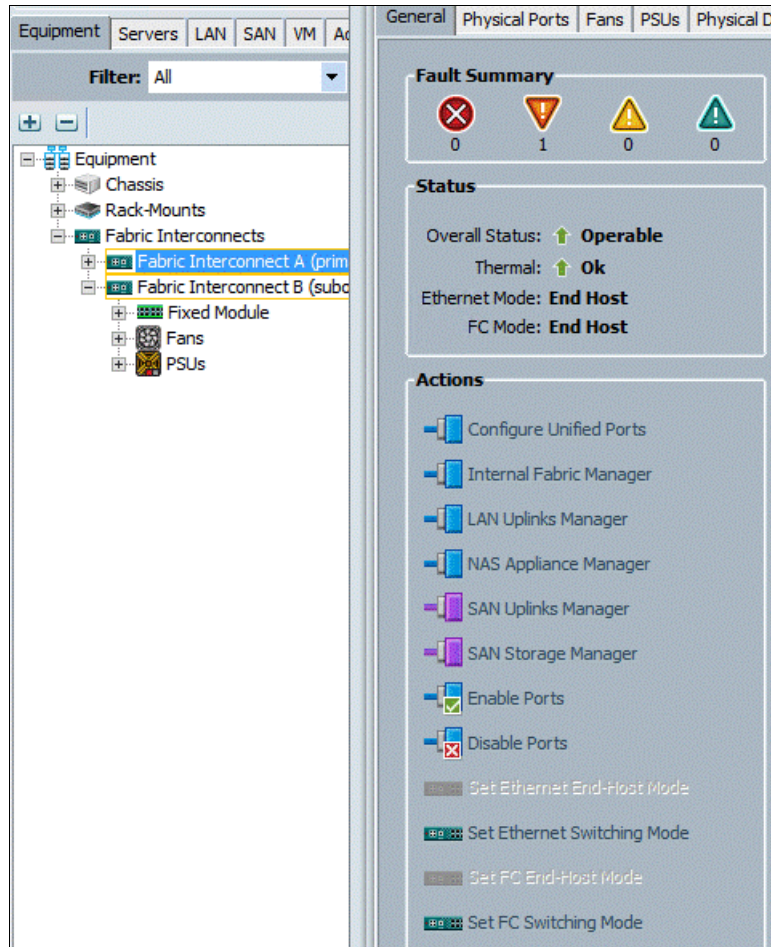 Equipment Servers LAN SAN VM Ad
Filter: All
Equipment
Chassis
Rack-Mounts
Fabric Interconnects
Fabric Interconnect A (prim
Fabric Interconnect B (subo
Fixed Module
Fans
PSUs
General Physical Ports Fans PSUs Physical D
Fault Summary
0 1 0 0
Status
Overall Status: Operable
Thermal: Ok
Ethernet Mode: End Host
FC Mode: End Host
Actions
Configure Unified Ports
Internal Fabric Manager
LAN Uplinks Manager
NAS Appliance Manager
SAN Uplinks Manager
SAN Storage Manager
Enable Ports
Disable Ports
Set Ethernet End-Host Mode
Set Ethernet Switching Mode
Set FC End-Host Mode
Set FC Switching Mode